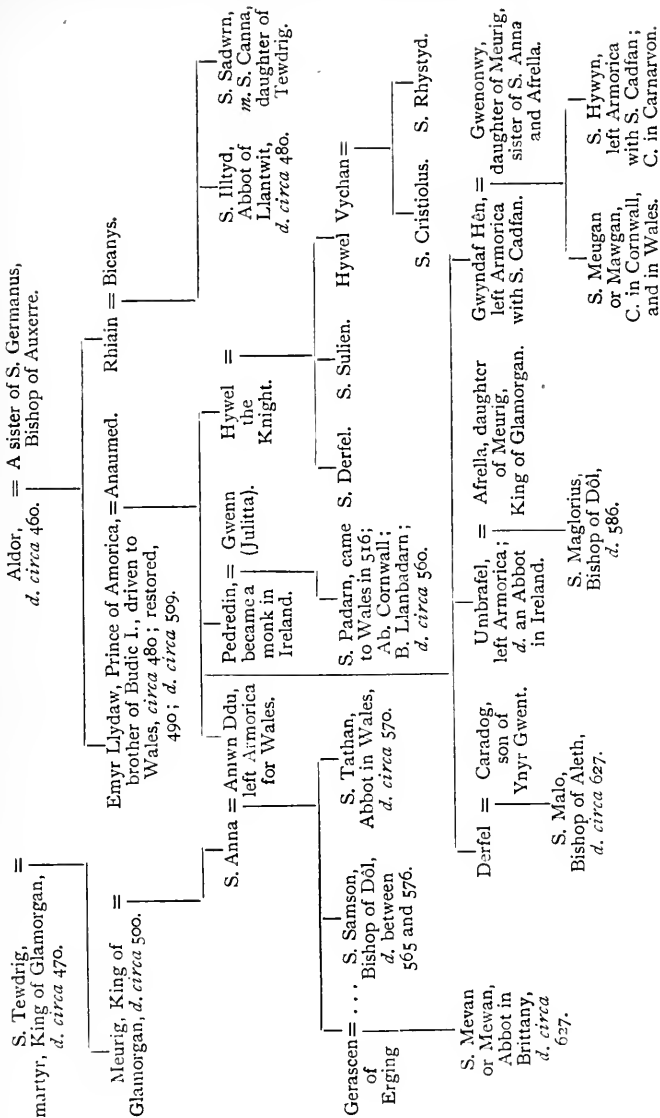 S. Tewdrig,
martyr, King of Glamorgan, =
d. circa 470.
Aldor, = A sister of S. Germanus,
d. circa 460. Bishop of Auxerre.
Meurig, King of =
Glamorgan, d. circa 500.
Emyr Llydaw, Prince of Amorica, = Anaumed.
brother of Budic I., driven to
Wales, circa 480; restored,
490; d. circa 509.
Rhiain = Bicanys.
S. Illtyd,
Abbot of
Llantwit,
d. circa 480.
S. Sadwrn,
m. S. Canna,
daughter of
Tewdrig.
S. Anna = Amwn Ddu,
left Armorica
for Wales.
Pedredin, = Gwenn
became a (Julitta).
monk in
Ireland.
Hywel =
the
Knight.
Gerascen = . . .
of
Erging
S. Samson,
Bishop of Dôl,
d. between
565 and 576.
S. Tathan,
Abbot in Wales,
d. circa 570.
S. Padarn, came
to Wales in 516;
Ab. Cornwall;
B. Llanbadarn;
d. circa 560.
S. Derfel. S. Sulien. Hywel Vychan =
S. Cristiolus. S. Rhystyd.
S. Mevan
or Mewan,
Abbot in
Brittany,
d. circa
627.
Derfel = Caradog,
son of
Ynyr Gwent.
Umbrafel, = Afrella, daughter
left Armorica; of Meurig,
d. an Abbot King of Glamorgan.
in Ireland.
Gwyndaf Hên, = Gwenonwy,
left Armorica daughter of Meurig,
with S. Cadfan. sister of S. Anna
and Afrella.
S. Malo,
Bishop of Aleth,
d. circa 627.
S. Maglorius,
Bishop of Dôl,
d. 586.
S. Meugan
or Mawgan,
C. in Cornwall,
and in Wales.
S. Hywyn,
left Armorica
with S. Cadfan;
C. in Carnarvon.